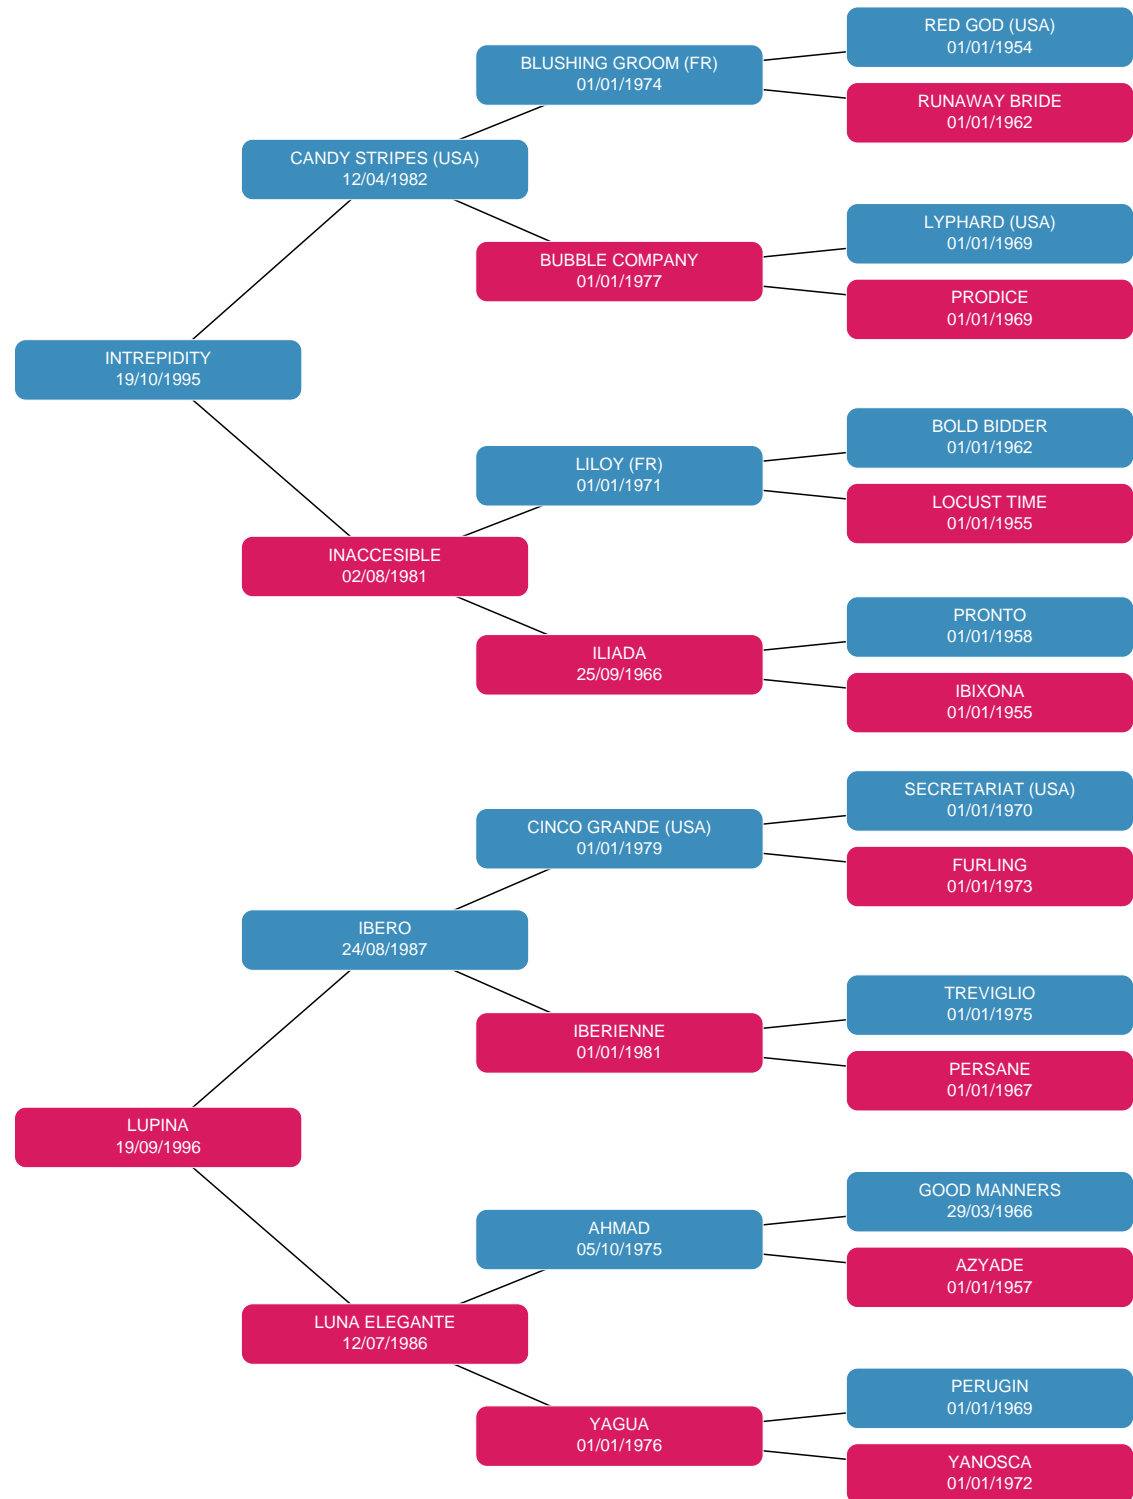 RED GOD (USA)
01/01/1954
BLUSHING GROOM (FR)
01/01/1974
RUNAWAY BRIDE
01/01/1962
CANDY STRIPES (USA)
12/04/1982
LYPHARD (USA)
01/01/1969
BUBBLE COMPANY
01/01/1977
PRODICE
01/01/1969
INTREPIDITY
19/10/1995
BOLD BIDDER
01/01/1962
LILOY (FR)
01/01/1971
LOCUST TIME
01/01/1955
INACCESIBLE
02/08/1981
PRONTO
01/01/1958
ILIADA
25/09/1966
IBIXONA
01/01/1955
SECRETARIAT (USA)
01/01/1970
CINCO GRANDE (USA)
01/01/1979
FURLING
01/01/1973
IBERO
24/08/1987
TREVIGLIO
01/01/1975
IBERIENNE
01/01/1981
PERSANE
01/01/1967
LUPINA
19/09/1996
GOOD MANNERS
29/03/1966
AHMAD
05/10/1975
AZYADE
01/01/1957
LUNA ELEGANTE
12/07/1986
PERUGIN
01/01/1969
YAGUA
01/01/1976
YANOSCA
01/01/1972